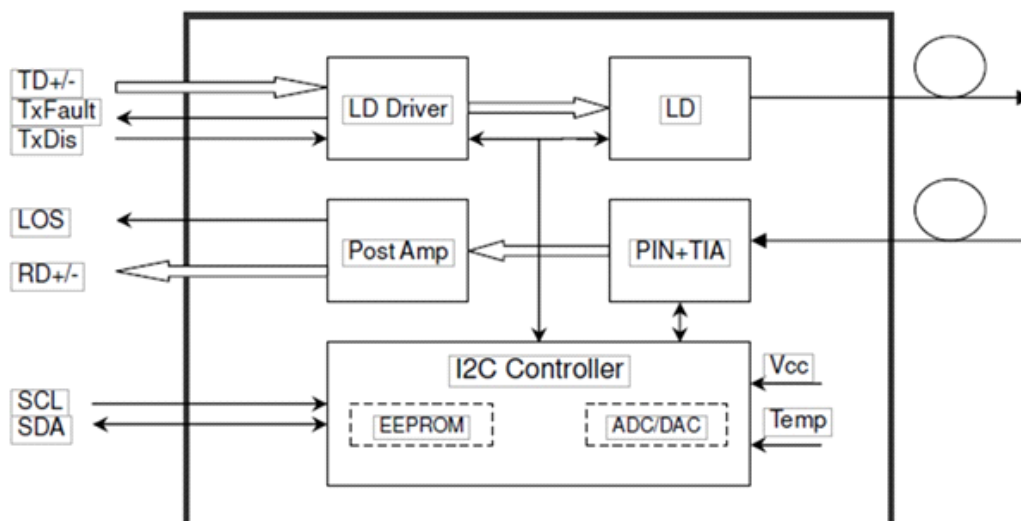 TD+/-
TxFault
TxDis
LD Driver
LD
LOS
RD+/-
Post Amp
PIN+TIA
I2C Controller
EEPROM
ADC/DAC
SCL
SDA
Vcc
Temp